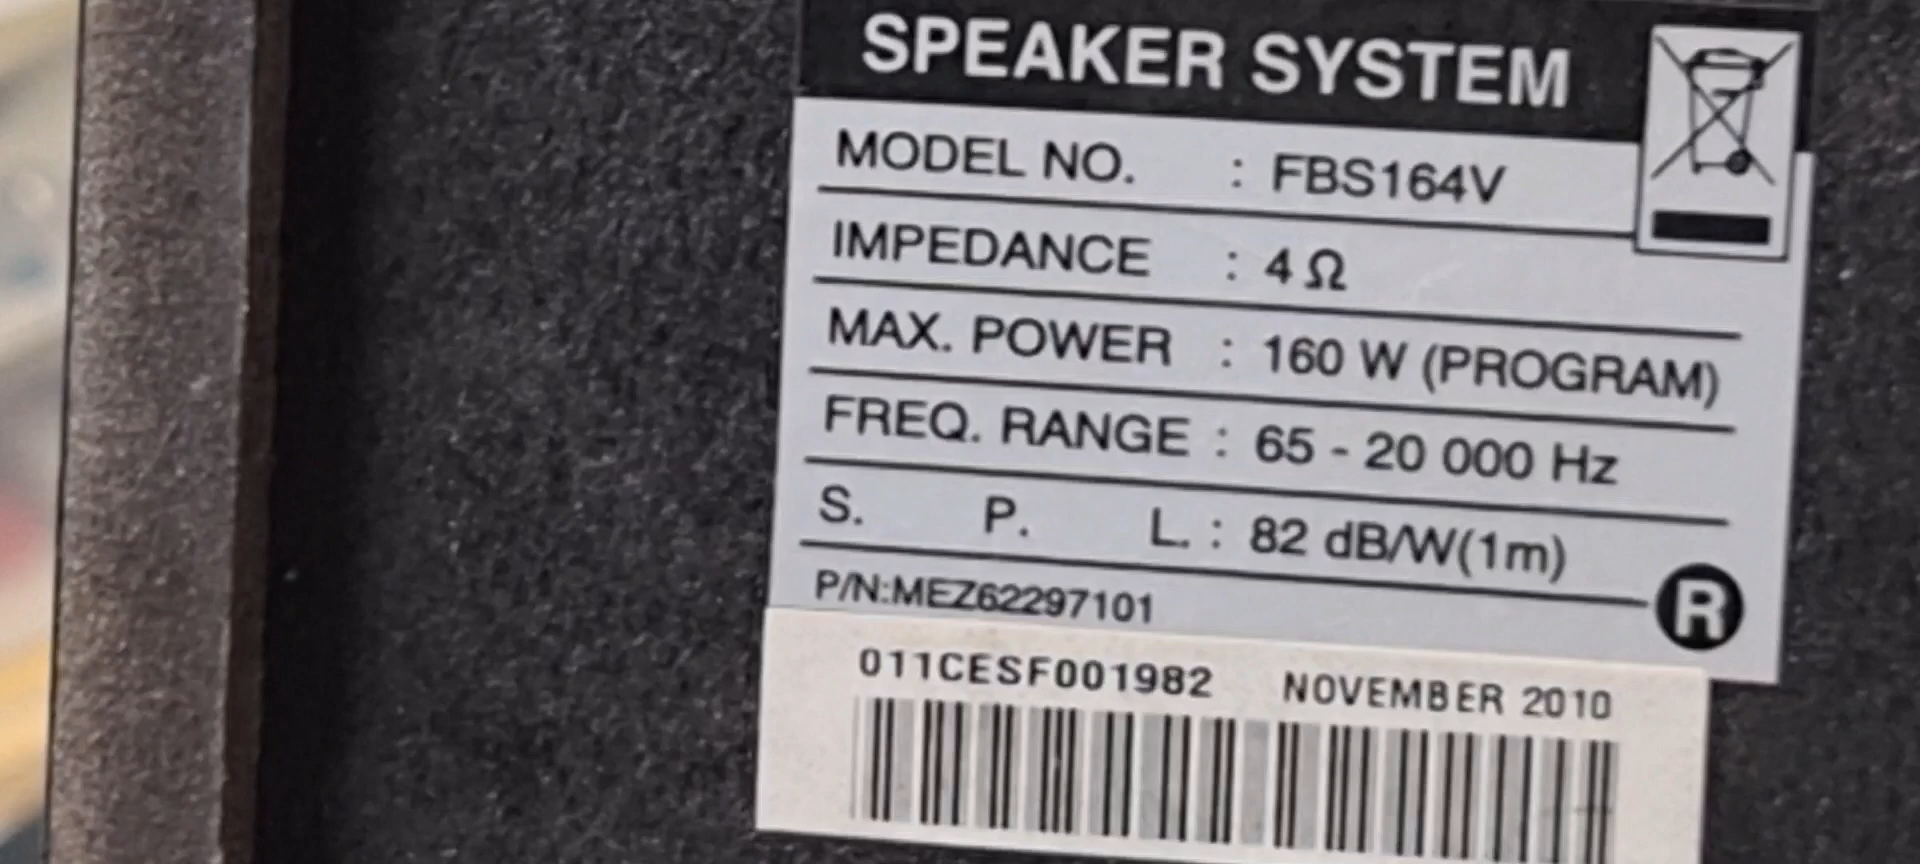 SPEAKER SYSTEM
MODEL NO. : FBS164V
IMPEDANCE : 4 Ω
MAX. POWER : 160 W (PROGRAM)
FREQ. RANGE : 65 - 20 000 Hz
S. P. L. : 82 dB/W(1m)
P/N:MEZ62297101
R
011CESF001982 NOVEMBER 2010